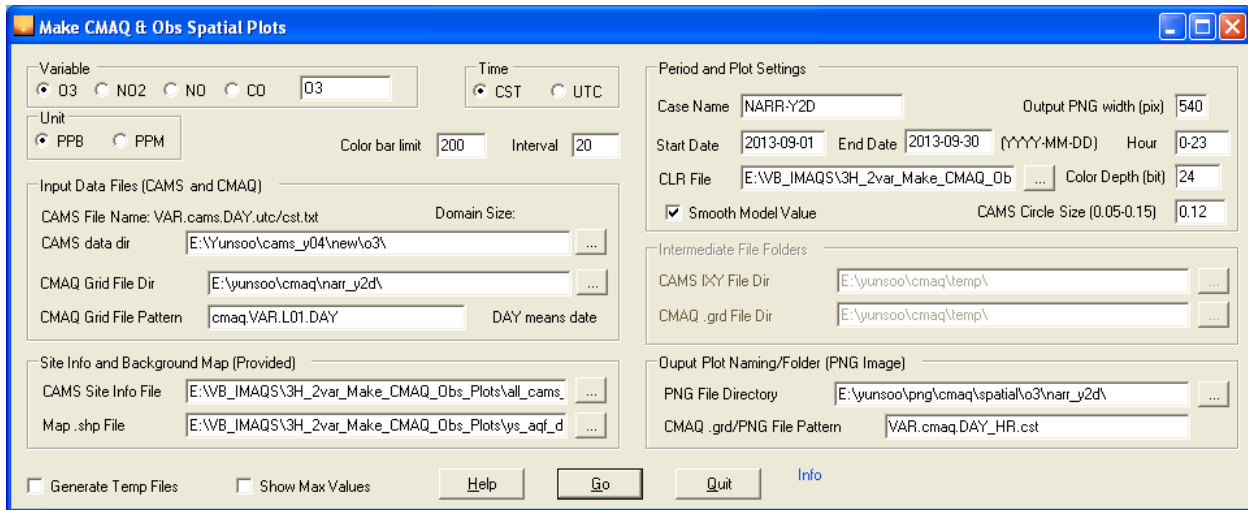 Make CMAQ & Obs Spatial Plots
Variable
O3 NO2 NO CO O3
Time
CST UTC
Unit
PPB PPM
Color bar limit 200 Interval 20
Input Data Files (CAMS and CMAQ)
CAMS File Name: VAR.cams.DAY.utc/cst.txt Domain Size:
CAMS data dir E:\Yunsoo\cams_y04\new\o3\ ...
CMAQ Grid File Dir E:\yunsoo\cmaq\narr_y2d\ ...
CMAQ Grid File Pattern cmaq.VAR.L01.DAY DAY means date
Site Info and Background Map (Provided)
CAMS Site Info File E:\VB_IMAQS\3H_2var_Make_CMAQ_Obs_Plots\all_cams_ ...
Map .shp File E:\VB_IMAQS\3H_2var_Make_CMAQ_Obs_Plots\ys_aqf_d ...
Period and Plot Settings
Case Name NARR-Y2D Output PNG width (pix) 540
Start Date 2013-09-01 End Date 2013-09-30 (YYYY-MM-DD) Hour 0-23
CLR File E:\VB_IMAQS\3H_2var_Make_CMAQ_Ob ... Color Depth (bit) 24
Smooth Model Value CAMS Circle Size (0.05-0.15) 0.12
Intermediate File Folders
CAMS IXY File Dir E:\yunsoo\cmaq\temp\ ...
CMAQ .grd File Dir E:\yunsoo\cmaq\temp\ ...
Ouput Plot Naming/Folder (PNG Image)
PNG File Directory E:\yunsoo\png\cmaq\spatial\o3\narr_y2d\ ...
CMAQ .grd/PNG File Pattern VAR.cmaq.DAY_HR.cst
Generate Temp Files Show Max Values Help Go Quit Info